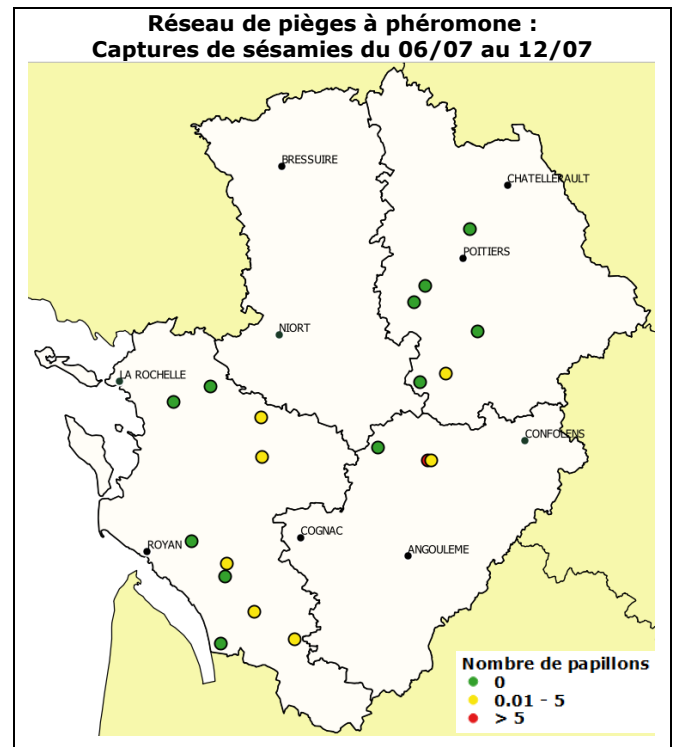 Réseau de pièges à phéromone :
Captures de sésamies du 06/07 au 12/07
BRESSUIRE
CHATELLERAULT
POITIERS
NIORT
LA ROCHELLE
CONFOLENS
COGNAC
ROYAN
ANGOULEME
Nombre de papillons
0
0.01 - 5
> 5